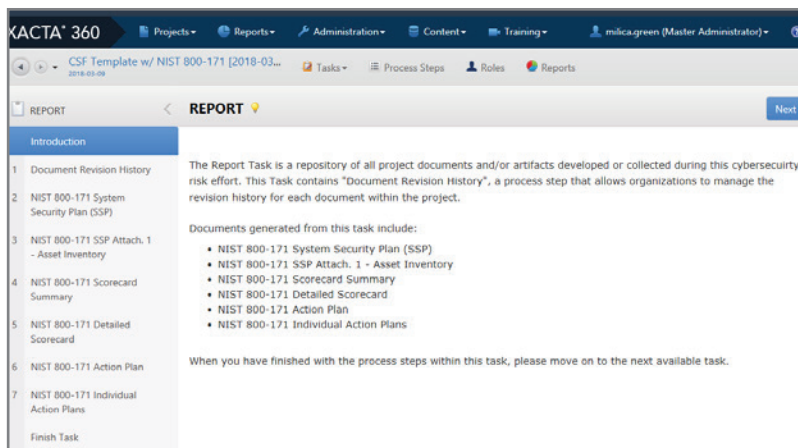 XACTA® 360
Projects
Reports
Administration
Content
Training
milica.green (Master Administrator)
CSF Template w/ NIST 800-171 [2018-03...
2018-03-09
Tasks
Process Steps
Roles
Reports
REPORT
Introduction
1 Document Revision History
2 NIST 800-171 System
Security Plan (SSP)
3 NIST 800-171 SSP Attach. 1
- Asset Inventory
4 NIST 800-171 Scorecard
Summary
5 NIST 800-171 Detailed
Scorecard
6 NIST 800-171 Action Plan
7 NIST 800-171 Individual
Action Plans
Finish Task
REPORT
Next
The Report Task is a repository of all project documents and/or artifacts developed or collected during this cybersecuirty
risk effort. This Task contains "Document Revision History", a process step that allows organizations to manage the
revision history for each document within the project.
Documents generated from this task include:
• NIST 800-171 System Security Plan (SSP)
• NIST 800-171 SSP Attach. 1 - Asset Inventory
• NIST 800-171 Scorecard Summary
• NIST 800-171 Detailed Scorecard
• NIST 800-171 Action Plan
• NIST 800-171 Individual Action Plans
When you have finished with the process steps within this task, please move on to the next available task.